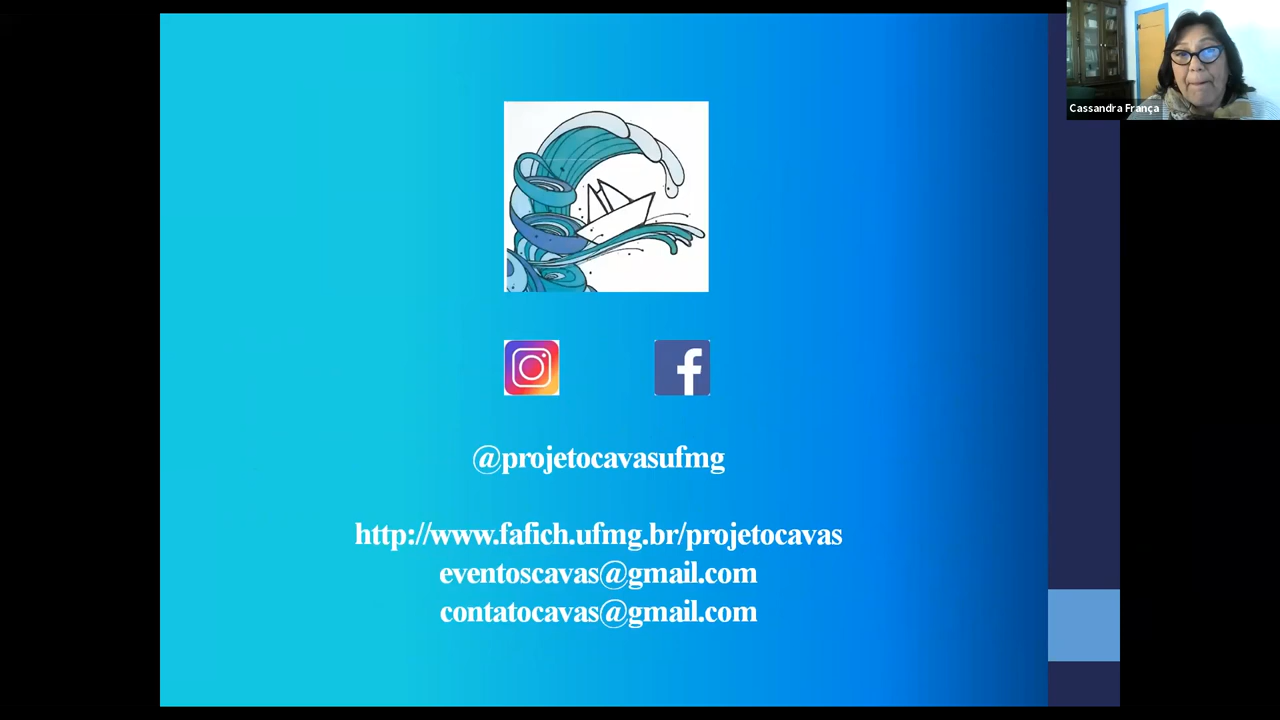 Cassandra França
@projetocavasufmg
http://www.fafich.ufmg.br/projetocavas
eventoscavas@gmail.com
contatocavas@gmail.com